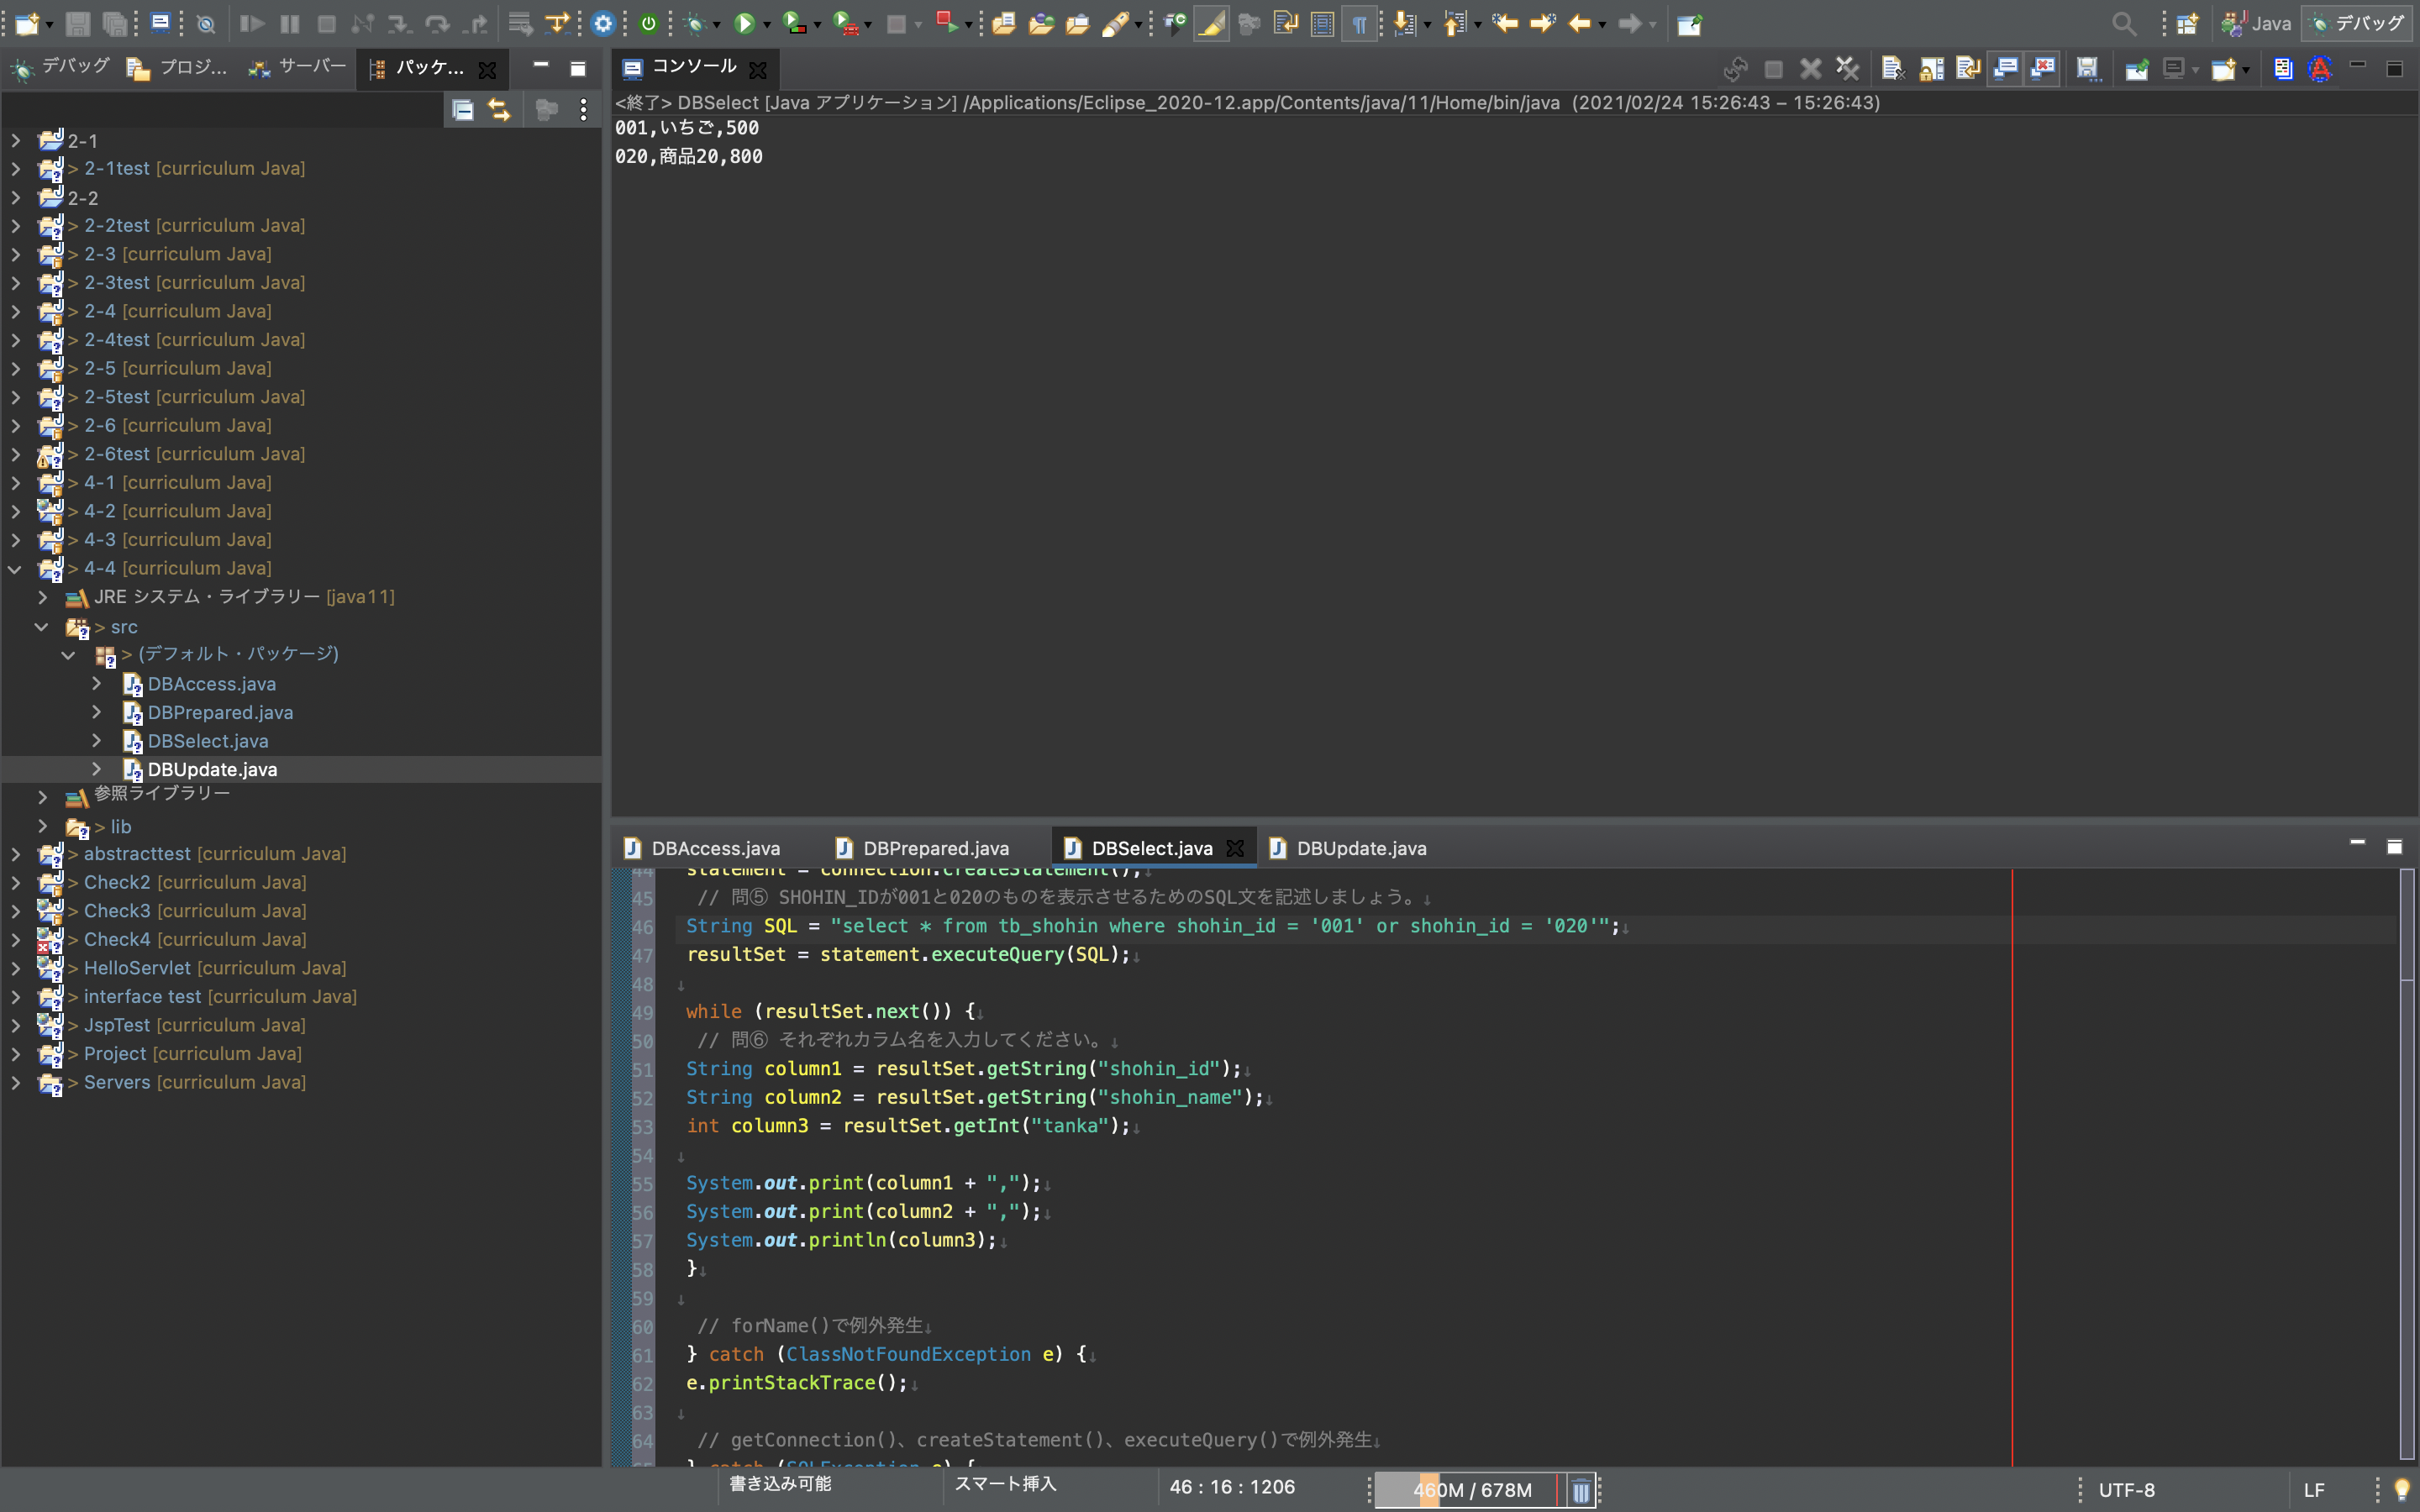 Java
デバッグ
デバッグ
プロジ...
サーバー
パッケ...
コンソール
<終了> DBSelect [Java アプリケーション] /Applications/Eclipse_2020-12.app/Contents/java/11/Home/bin/java  (2021/02/24 15:26:43 – 15:26:43)
001,いちご,500
020,商品20,800
2-1
> 2-1test [curriculum Java]
2-2
> 2-2test [curriculum Java]
> 2-3 [curriculum Java]
> 2-3test [curriculum Java]
> 2-4 [curriculum Java]
> 2-4test [curriculum Java]
> 2-5 [curriculum Java]
> 2-5test [curriculum Java]
> 2-6 [curriculum Java]
> 2-6test [curriculum Java]
> 4-1 [curriculum Java]
> 4-2 [curriculum Java]
> 4-3 [curriculum Java]
> 4-4 [curriculum Java]
JRE システム・ライブラリー [java11]
> src
> (デフォルト・パッケージ)
DBAccess.java
DBPrepared.java
DBSelect.java
DBUpdate.java
参照ライブラリー
> lib
> abstracttest [curriculum Java]
> Check2 [curriculum Java]
> Check3 [curriculum Java]
> Check4 [curriculum Java]
> HelloServlet [curriculum Java]
> interface test [curriculum Java]
> JspTest [curriculum Java]
> Project [curriculum Java]
> Servers [curriculum Java]
DBAccess.java
DBPrepared.java
DBSelect.java
DBUpdate.java
44 statement = connection.createStatement();↓
45 // 問⑤ SHOHIN_IDが001と020のものを表示させるためのSQL文を記述しましょう。↓
46 String SQL = "select * from tb_shohin where shohin_id = '001' or shohin_id = '020'";↓
47 resultSet = statement.executeQuery(SQL);↓
48 ↓
49 while (resultSet.next()) {↓
50 // 問⑥ それぞれカラム名を入力してください。↓
51 String column1 = resultSet.getString("shohin_id");↓
52 String column2 = resultSet.getString("shohin_name");↓
53 int column3 = resultSet.getInt("tanka");↓
54 ↓
55 System.out.print(column1 + ",");↓
56 System.out.print(column2 + ",");↓
57 System.out.println(column3);↓
58 }↓
59 ↓
60 // forName()で例外発生↓
61 } catch (ClassNotFoundException e) {↓
62 e.printStackTrace();↓
63 ↓
64 // getConnection()、createStatement()、executeQuery()で例外発生↓
65 } catch (SQLException e) {
書き込み可能
スマート挿入
46 : 16 : 1206
460M / 678M
UTF-8
LF